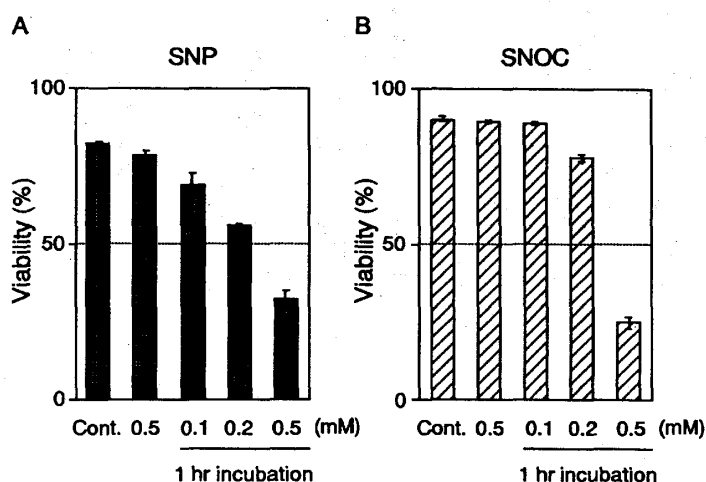 A
SNP
100
50
0
Viability (%)
Cont. 0.5 0.1 0.2 0.5 (mM)
1 hr incubation
B
SNOC
100
50
0
Viability (%)
Cont. 0.5 0.1 0.2 0.5 (mM)
1 hr incubation